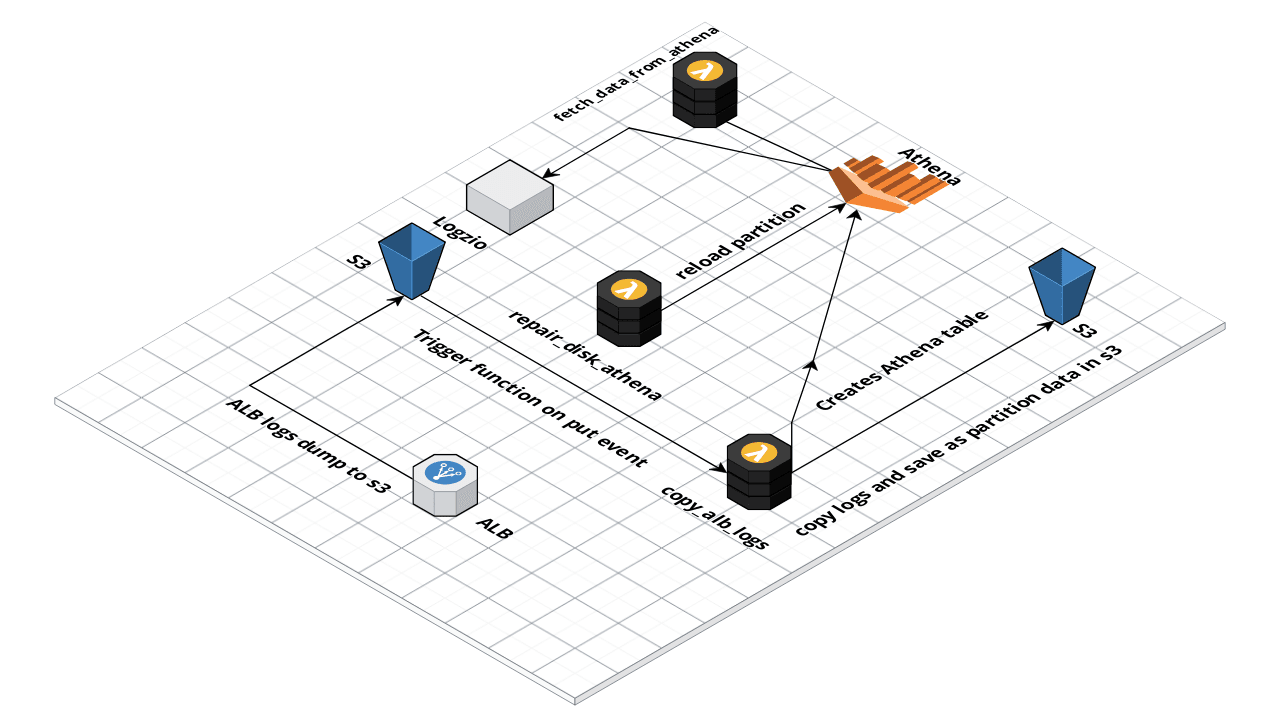 fetch_data_from_athena
Athena
Logzio
S3
reload partition
repair_disk_athena
S3
Trigger function on put event
Creates Athena table
copy logs and save as partition data in s3
ALB logs dump to s3
copy_alb_logs
ALB